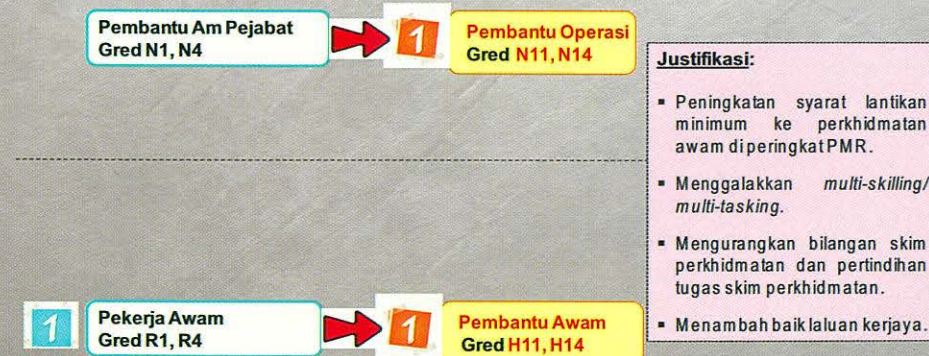 Pembantu Am Pejabat
Gred N1, N4
1
Pembantu Operasi
Gred N11, N14
Justifikasi:
▪ Peningkatan syarat lantikan
minimum ke perkhidmatan
awam di peringkat PMR.
▪ Menggalakkan multi-skilling/
multi-tasking.
▪ Mengurangkan bilangan skim
perkhidmatan dan pertindihan
tugas skim perkhidmatan.
▪ Menambah baik laluan kerjaya.
1
Pekerja Awam
Gred R1, R4
1
Pembantu Awam
Gred H11, H14